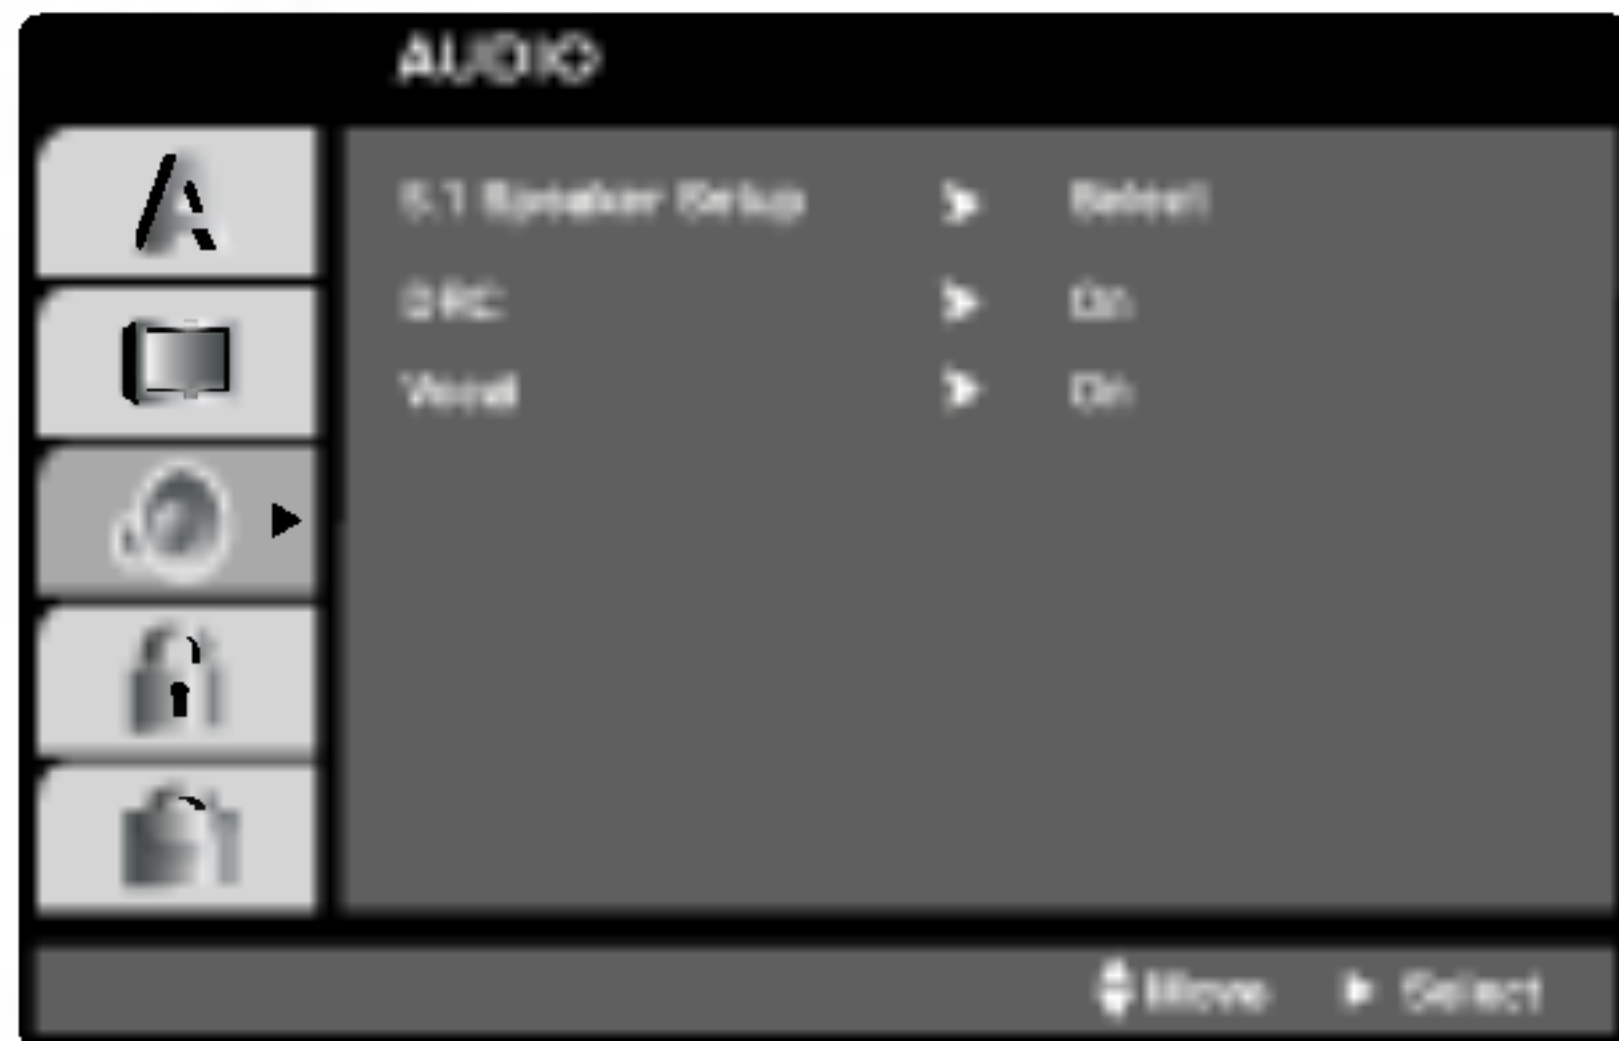 AUDIO
5.1 Speaker Setup Select
DRC On
Vocal On
Move Select